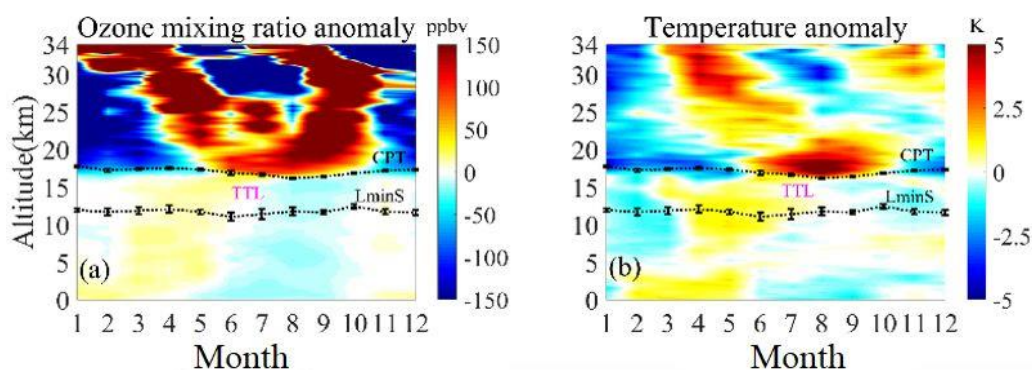 Ozone mixing ratio anomaly ppbv
34
30
25
20
15
10
5
0
Altitude(km)
CPT
TTL
LminS
(a)
1 2 3 4 5 6 7 8 9 10 11 12
Month
150
100
50
0
-50
-100
-150
Temperature anomaly K
34
30
25
20
15
10
5
0
CPT
TTL
LminS
(b)
1 2 3 4 5 6 7 8 9 10 11 12
Month
5
2.5
0
-2.5
-5